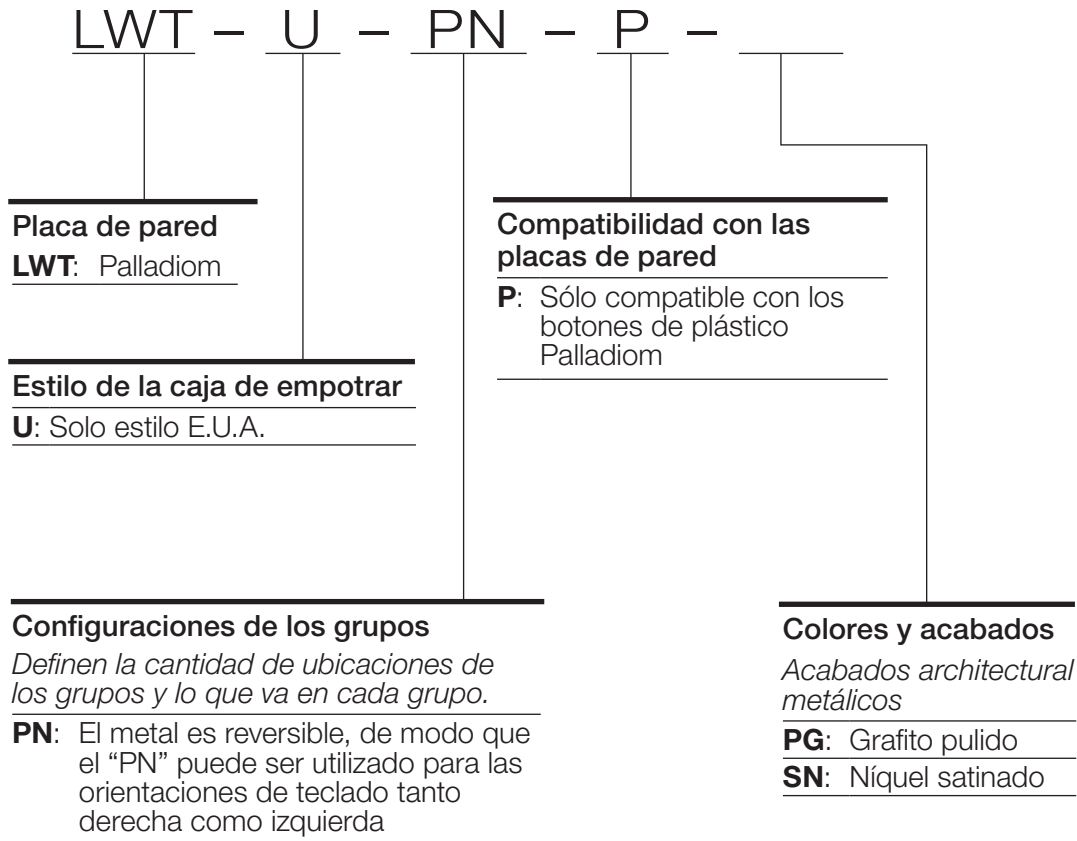 LWT – U – PN – P –
Placa de pared
LWT: Palladiom
Compatibilidad con las
placas de pared
P: Sólo compatible con los
botones de plástico
Palladiom
Estilo de la caja de empotrar
U: Solo estilo E.U.A.
Configuraciones de los grupos
Definen la cantidad de ubicaciones de
los grupos y lo que va en cada grupo.
PN: El metal es reversible, de modo que
el “PN” puede ser utilizado para las
orientaciones de teclado tanto
derecha como izquierda
Colores y acabados
Acabados architectural
metálicos
PG: Grafito pulido
SN: Níquel satinado